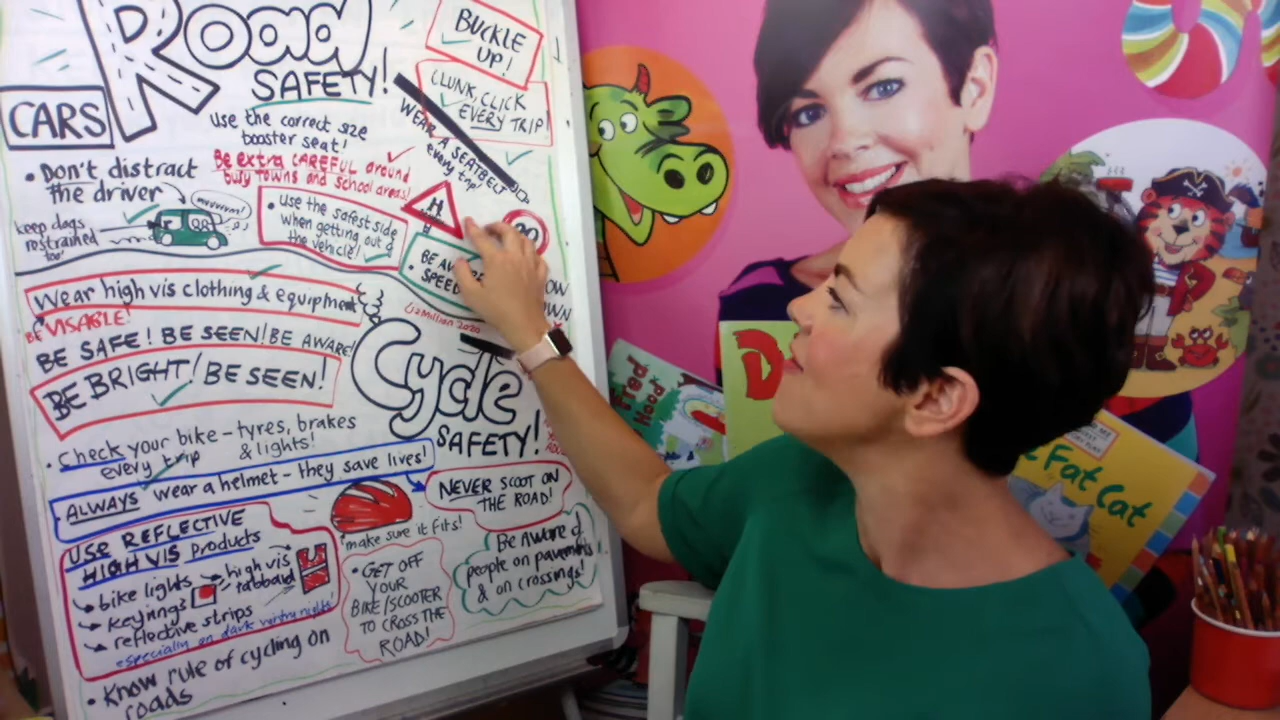 Road
SAFETY!
CARS
BUCKLE
UP!
CLUNK, CLICK
EVERY TRIP!
WEAR
A SEATBELT
every trip!
use the correct size
booster seat!
Be extra CAREFUL around
busy towns and school areas!
• DON'T distract
the driver
keep dogs
restrained
too!
• use the safest side
when getting out of
the vehicle!
• BE
SPEED
Wear high vis clothing & equipment
BE VISABLE!
BE SAFE! BE SEEN! BE AWARE!
BE BRIGHT! BE SEEN!
Cycle
SAFETY!
• Check your bike - tyres, brakes
& lights!
every trip
• ALWAYS wear a helmet - they save lives!
NEVER SCOOT ON
THE ROAD!
make sure it fits!
USE REFLECTIVE
HIGH VIS Products
bike lights
high vis
tabbard
keyrings
reflective strips
especially on dark wintry nights!
• GET OFF
YOUR
BIKE/SCOOTER
TO CROSS THE
ROAD!
Be Aware of
people on pavements
& on crossings!
• Know rule of cycling on
roads
Hood
Fat Cat